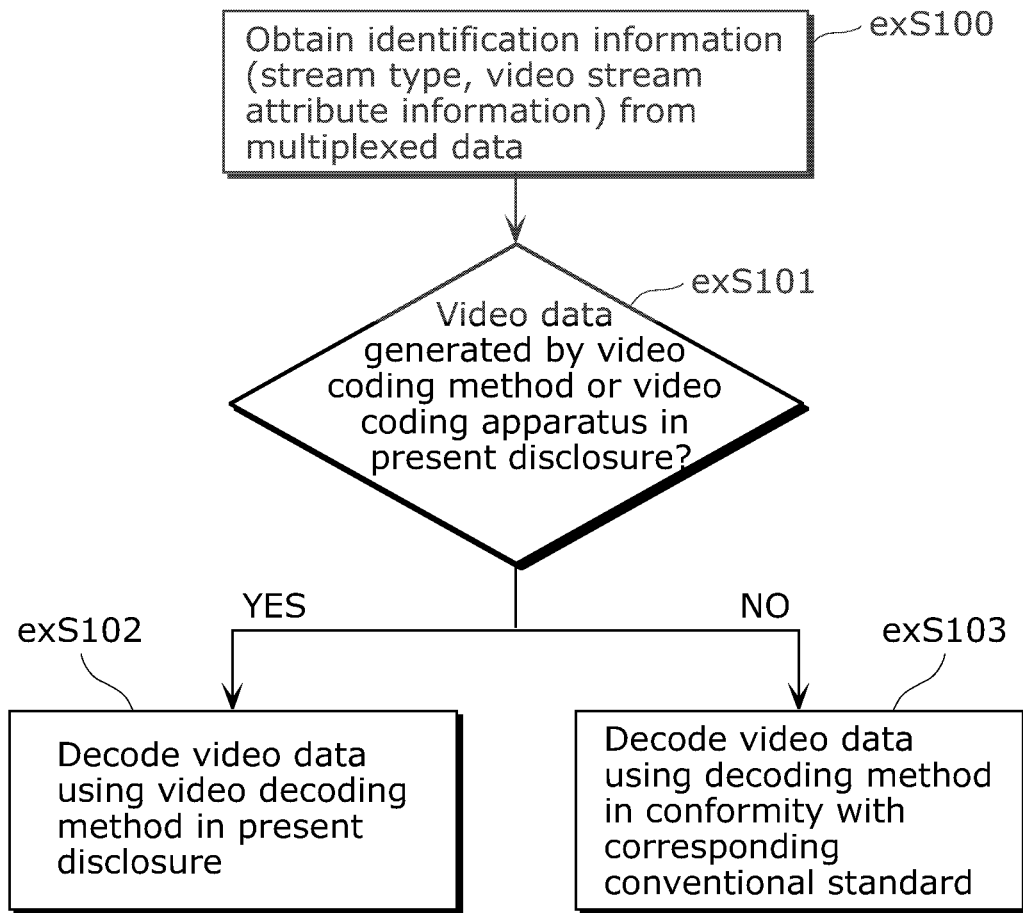 exS100
Obtain identification information
(stream type, video stream
attribute information) from
multiplexed data
exS101
Video data
generated by video
coding method or video
coding apparatus in
present disclosure?
YES
NO
exS102
exS103
Decode video data
using video decoding
method in present
disclosure
Decode video data
using decoding method
in conformity with
corresponding
conventional standard